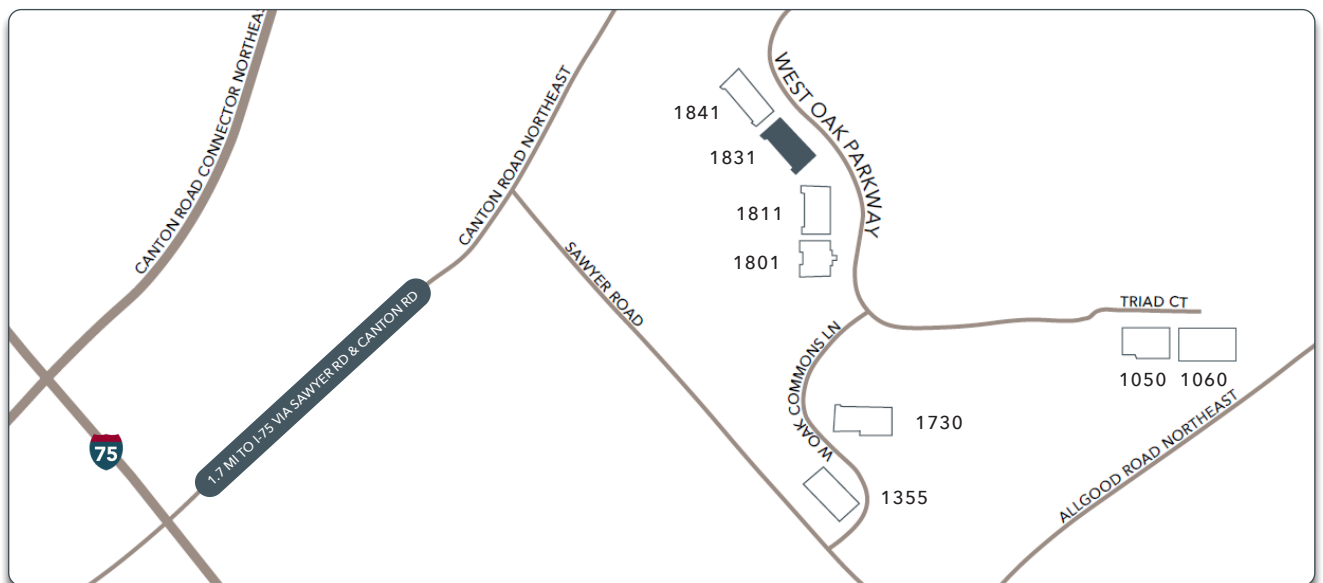 CANTON ROAD CONNECTOR NORTHEAS
CANTON ROAD NORTHEAST
WEST OAK PARKWAY
1841
1831
1811
1801
SAWYER ROAD
TRIAD CT
1050
1060
W OAK COMMONS LN
1.7 MI TO I-75 VIA SAWYER RD & CANTON RD
1730
ALLGOOD ROAD NORTHEAST
75
1355